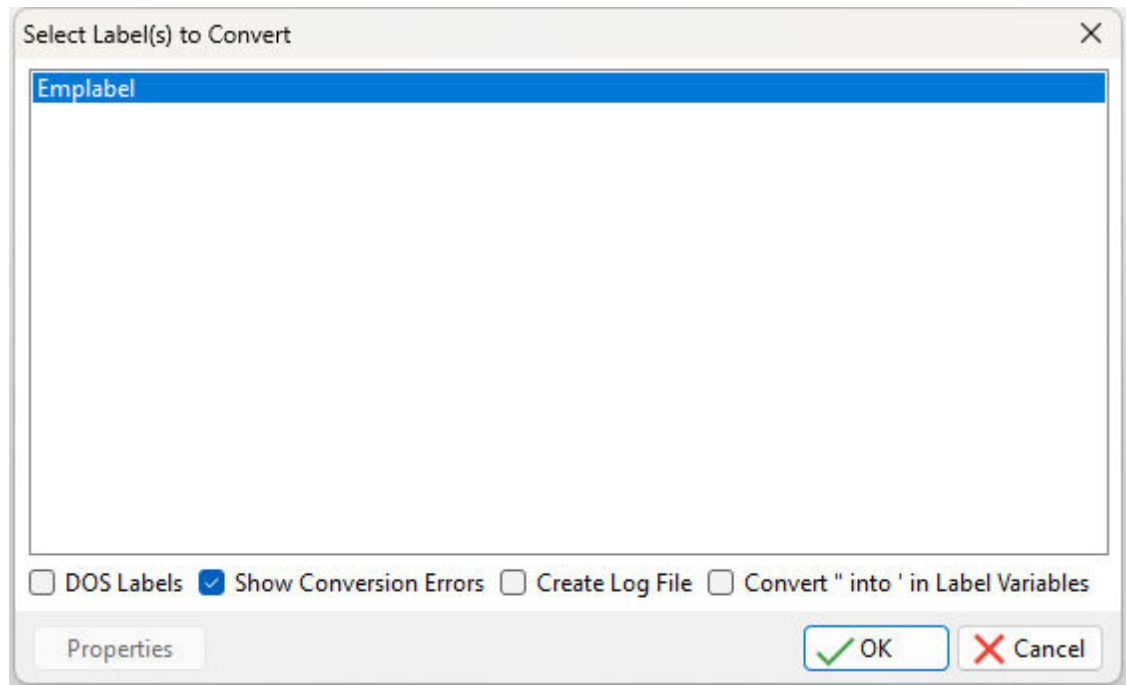 Select Label(s) to Convert
Emplabel
DOS Labels Show Conversion Errors Create Log File Convert " into ' in Label Variables
Properties OK Cancel